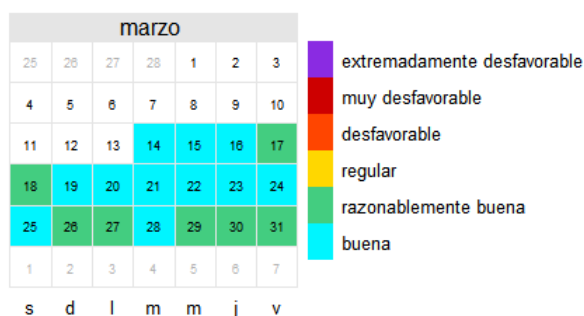 marzo
25 26 27 28 1 2 3
4 5 6 7 8 9 10
11 12 13 14 15 16 17
18 19 20 21 22 23 24
25 26 27 28 29 30 31
1 2 3 4 5 6 7
s d l m m j v
extremadamente desfavorable
muy desfavorable
desfavorable
regular
razonablemente buena
buena